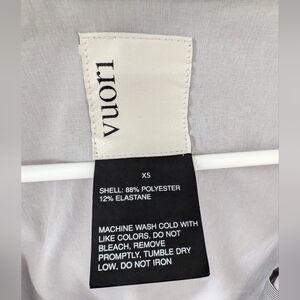 vuori
XS
SHELL: 88% POLYESTER
12% ELASTANE
MACHINE WASH COLD WITH
LIKE COLORS, DO NOT
BLEACH, REMOVE
PROMPTLY, TUMBLE DRY
LOW, DO NOT IRON